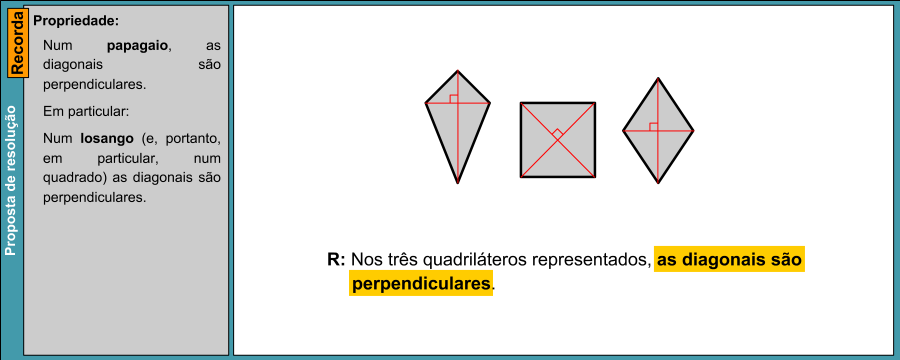 Recorda
Proposta de resolução
Propriedade:
Num papagaio, as
diagonais são
perpendiculares.
Em particular:
Num losango (e, portanto,
em particular, num
quadrado) as diagonais são
perpendiculares.
R: Nos três quadriláteros representados, as diagonais são
perpendiculares.